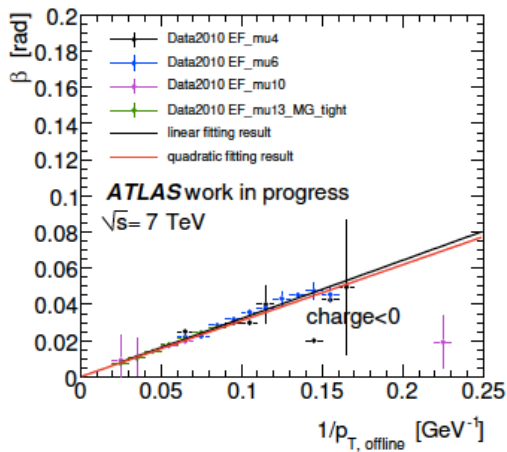 β [rad]
0.2
0.18
0.16
0.14
0.12
0.1
0.08
0.06
0.04
0.02
0
Data2010 EF_mu4
Data2010 EF_mu6
Data2010 EF_mu10
Data2010 EF_mu13_MG_tight
linear fitting result
quadratic fitting result
ATLAS work in progress
√s= 7 TeV
charge<0
0 0.05 0.1 0.15 0.2 0.25
1/p_{T, offline} [GeV⁻¹]